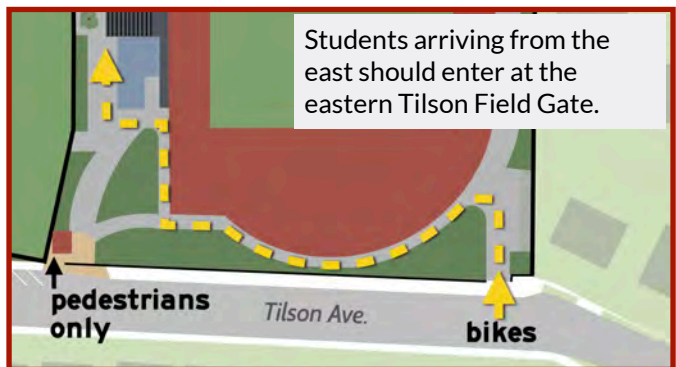 Students arriving from the
east should enter at the
eastern Tilson Field Gate.
pedestrians
only
Tilson Ave.
bikes